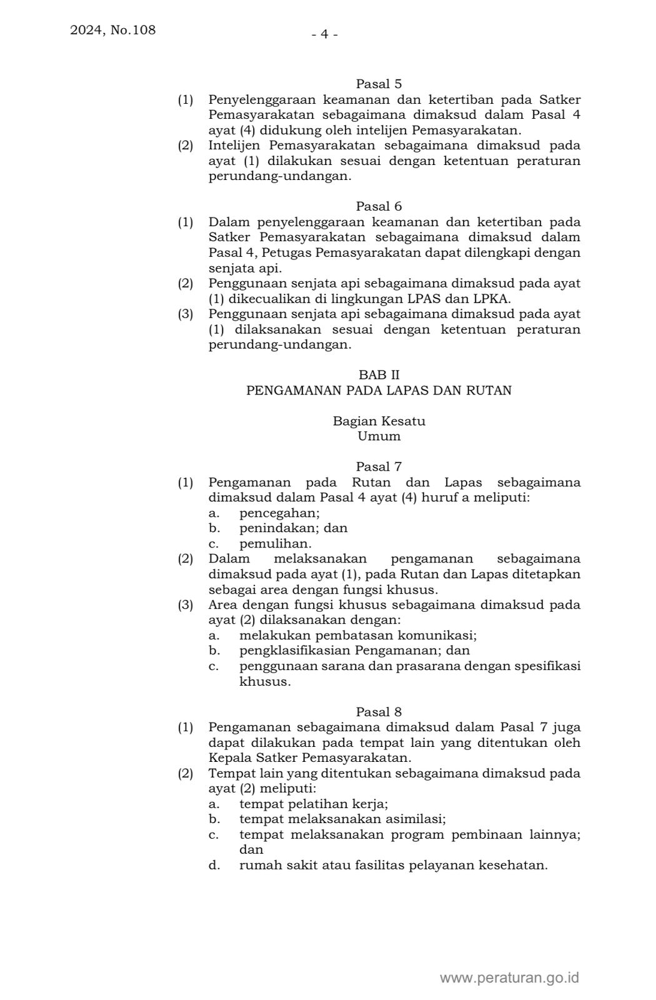 2024, No.108
- 4 -
Pasal 5
(1) Penyelenggaraan keamanan dan ketertiban pada Satker
Pemasyarakatan sebagaimana dimaksud dalam Pasal 4
ayat (4) didukung oleh intelijen Pemasyarakatan.
(2) Intelijen Pemasyarakatan sebagaimana dimaksud pada
ayat (1) dilakukan sesuai dengan ketentuan peraturan
perundang-undangan.
Pasal 6
(1) Dalam penyelenggaraan keamanan dan ketertiban pada
Satker Pemasyarakatan sebagaimana dimaksud dalam
Pasal 4, Petugas Pemasyarakatan dapat dilengkapi dengan
senjata api.
(2) Penggunaan senjata api sebagaimana dimaksud pada ayat
(1) dikecualikan di lingkungan LPAS dan LPKA.
(3) Penggunaan senjata api sebagaimana dimaksud pada ayat
(1) dilaksanakan sesuai dengan ketentuan peraturan
perundang-undangan.
BAB II
PENGAMANAN PADA LAPAS DAN RUTAN
Bagian Kesatu
Umum
Pasal 7
(1) Pengamanan pada Rutan dan Lapas sebagaimana
dimaksud dalam Pasal 4 ayat (4) huruf a meliputi:
a. pencegahan;
b. penindakan; dan
c. pemulihan.
(2) Dalam melaksanakan pengamanan sebagaimana
dimaksud pada ayat (1), pada Rutan dan Lapas ditetapkan
sebagai area dengan fungsi khusus.
(3) Area dengan fungsi khusus sebagaimana dimaksud pada
ayat (2) dilaksanakan dengan:
a. melakukan pembatasan komunikasi;
b. pengklasifikasian Pengamanan; dan
c. penggunaan sarana dan prasarana dengan spesifikasi
khusus.
Pasal 8
(1) Pengamanan sebagaimana dimaksud dalam Pasal 7 juga
dapat dilakukan pada tempat lain yang ditentukan oleh
Kepala Satker Pemasyarakatan.
(2) Tempat lain yang ditentukan sebagaimana dimaksud pada
ayat (2) meliputi:
a. tempat pelatihan kerja;
b. tempat melaksanakan asimilasi;
c. tempat melaksanakan program pembinaan lainnya;
dan
d. rumah sakit atau fasilitas pelayanan kesehatan.
www.peraturan.go.id